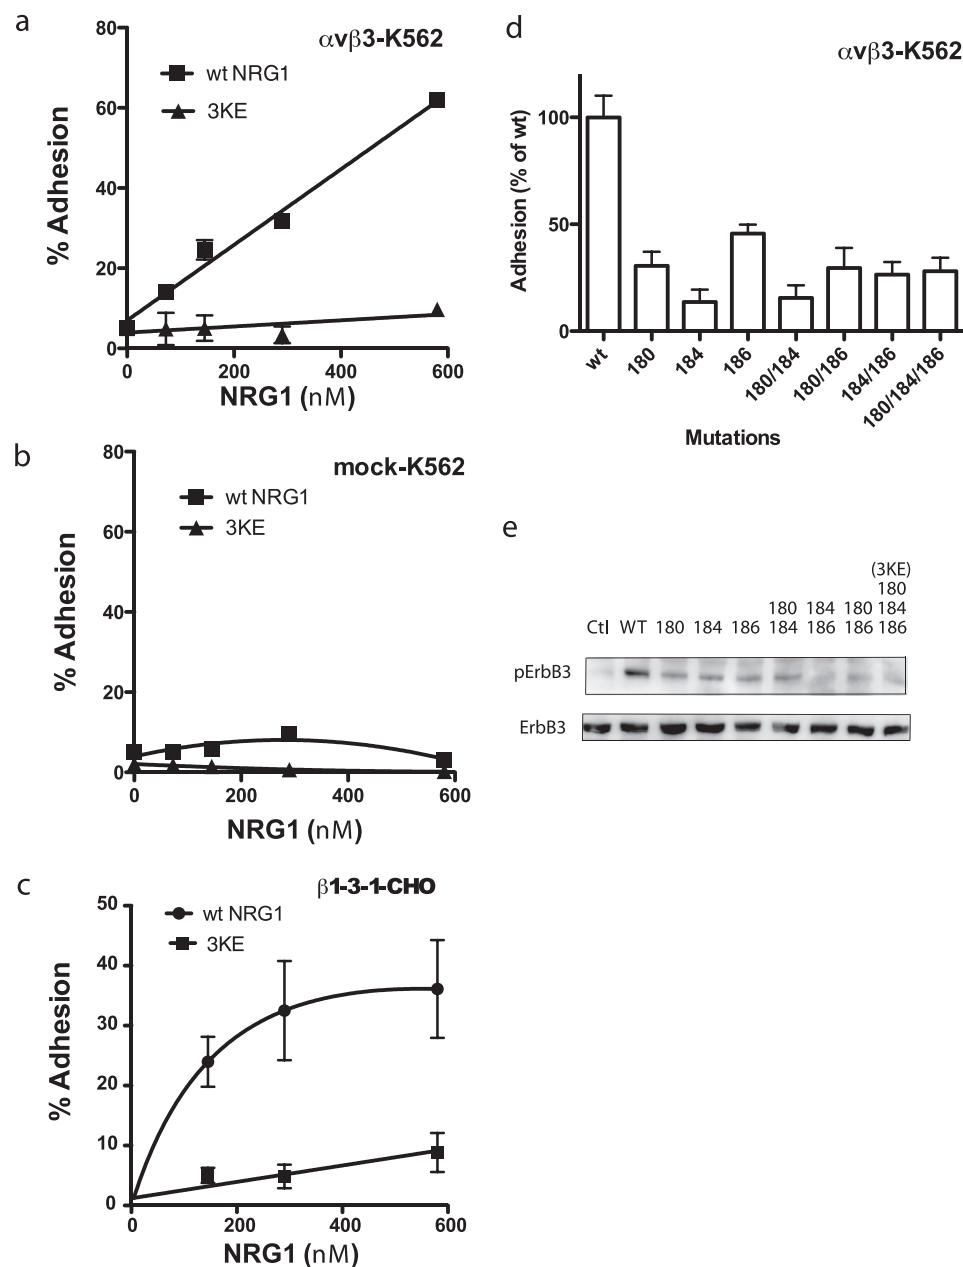 a
αvβ3-K562
wt NRG1
3KE
% Adhesion
80
60
40
20
0
0 200 400 600
NRG1 (nM)
b
mock-K562
wt NRG1
3KE
% Adhesion
80
60
40
20
0
0 200 400 600
NRG1 (nM)
c
β1-3-1-CHO
wt NRG1
3KE
% Adhesion
50
40
30
20
10
0
0 200 400 600
NRG1 (nM)
d
αvβ3-K562
Adhesion (% of wt)
100
50
0
wt 180 184 186 180/184 180/186 184/186 180/184/186
Mutations
e
(3KE)
180
180 184 180 184
Ctl WT 180 184 186 184 186 186 186
pErbB3
ErbB3